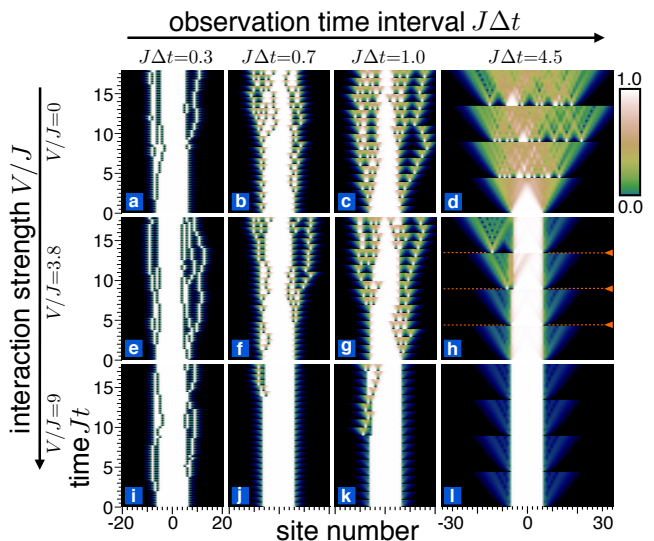 observation time interval JΔt
JΔt=0.3 JΔt=0.7 JΔt=1.0 JΔt=4.5
interaction strength V/J
V/J=0
V/J=3.8
V/J=9
time Jt
15
10
5
0
a b c d
1.0
0.0
15
10
5
0
e f g h
15
10
5
0
i j k l
-20 0 20 -30 0 30
site number